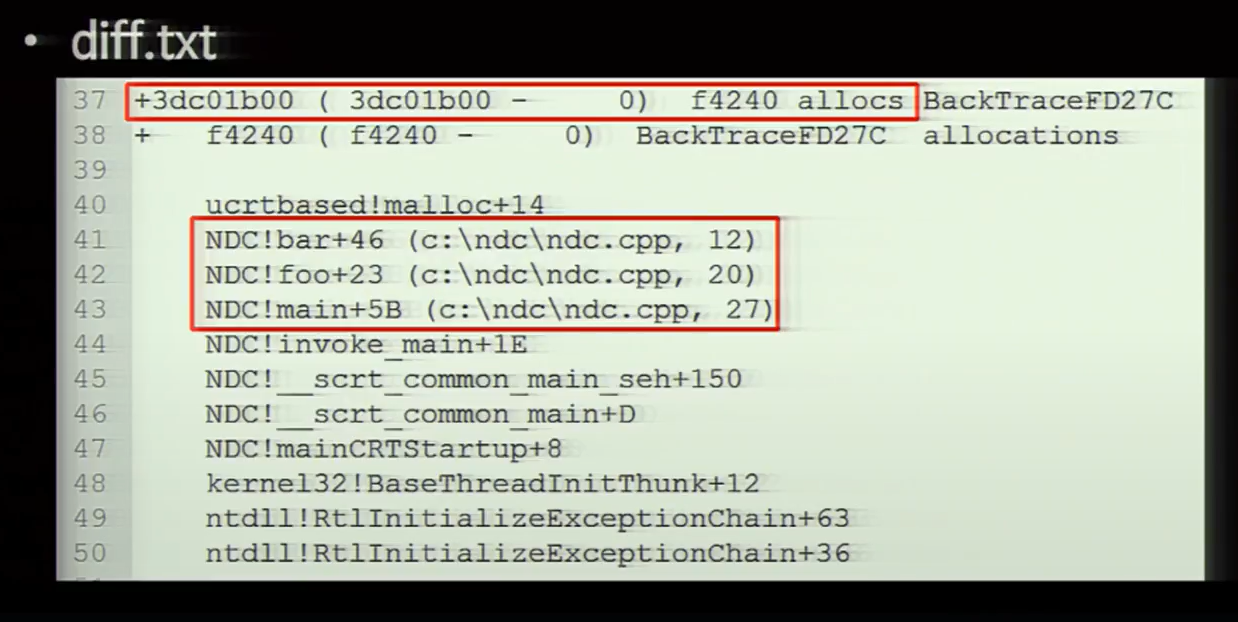 • diff.txt
37 +3dc01b00 ( 3dc01b00 - 0) f4240 allocs BackTraceFD27C
38 + f4240 ( f4240 - 0) BackTraceFD27C allocations
39
40 ucrtbased!malloc+14
41 NDC!bar+46 (c:\ndc\ndc.cpp, 12)
42 NDC!foo+23 (c:\ndc\ndc.cpp, 20)
43 NDC!main+5B (c:\ndc\ndc.cpp, 27)
44 NDC!invoke_main+1E
45 NDC!__scrt_common_main_seh+150
46 NDC!__scrt_common_main+D
47 NDC!mainCRTStartup+8
48 kernel32!BaseThreadInitThunk+12
49 ntdll!RtlInitializeExceptionChain+63
50 ntdll!RtlInitializeExceptionChain+36